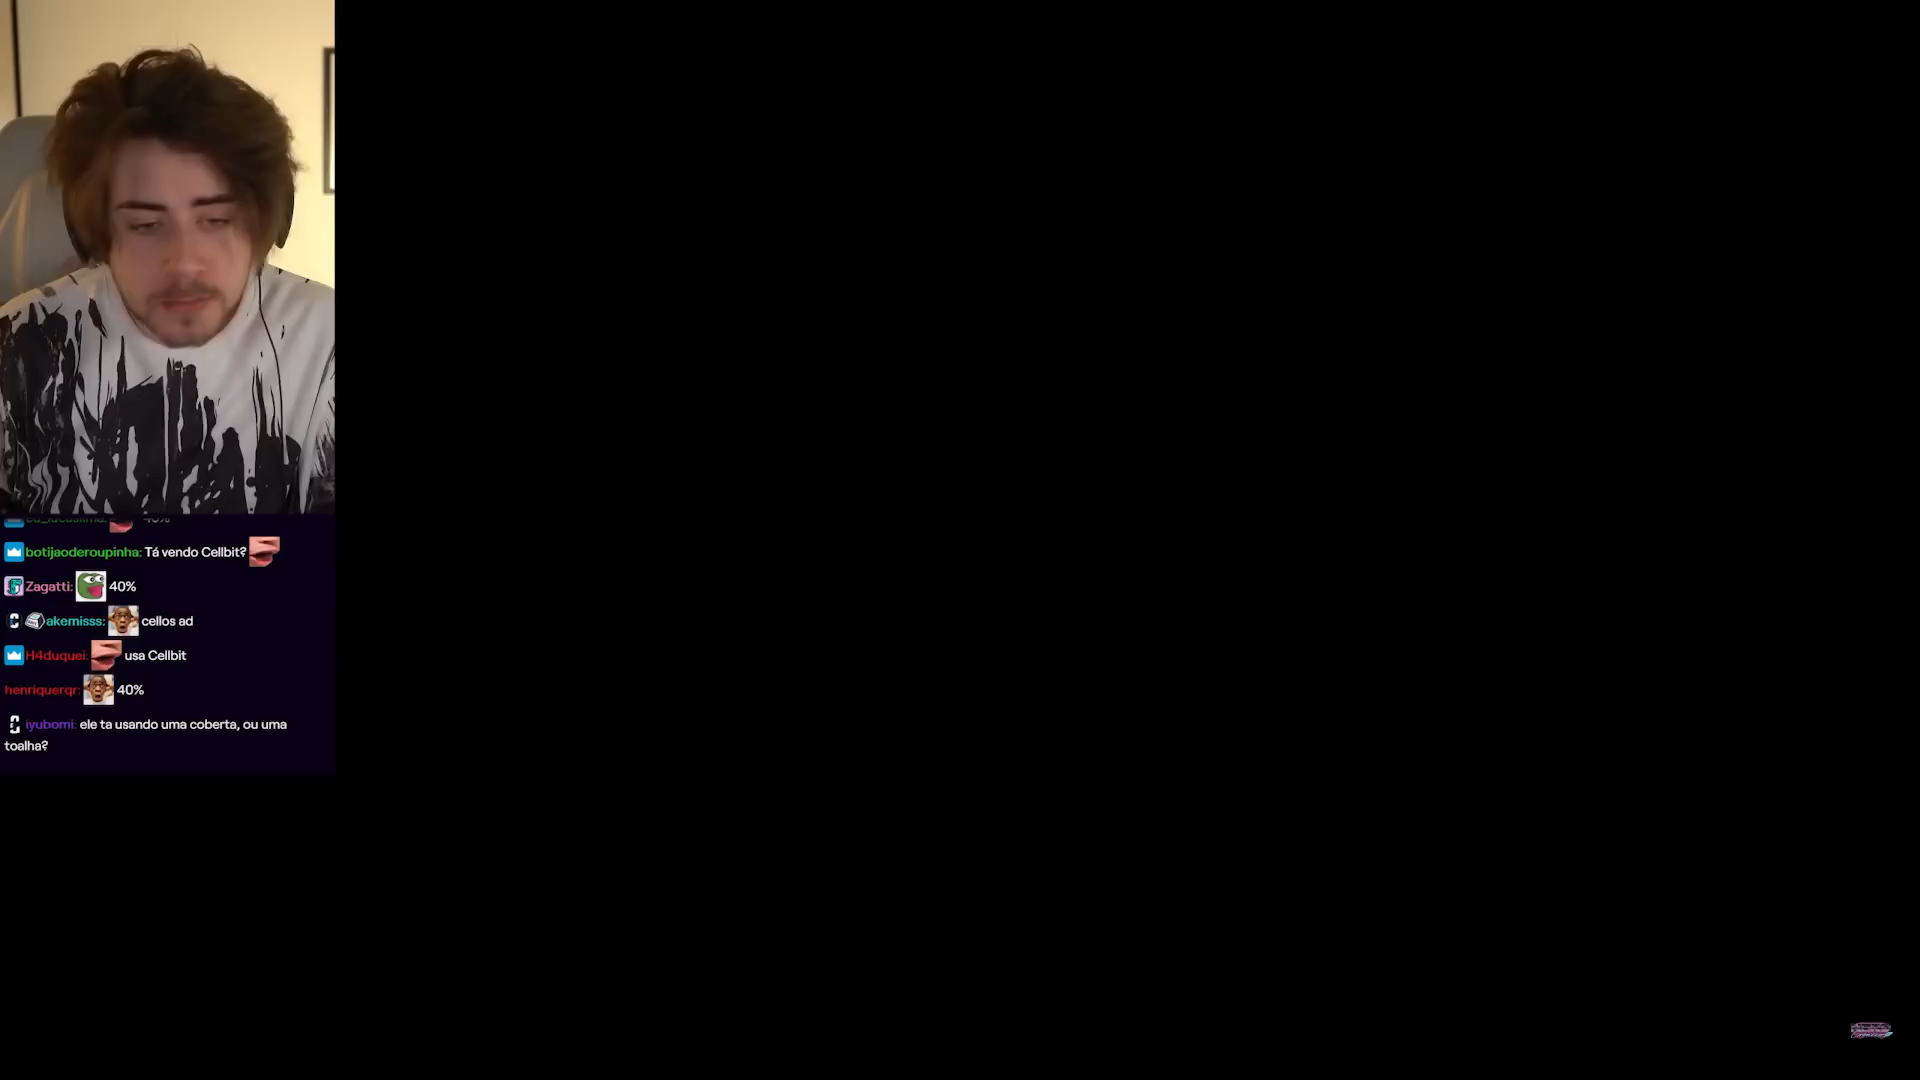 botijaoderoupinha: Tá vendo Cellbit?
Zagatti: 40%
akemisss: cellos ad
H4duquei: usa Cellbit
henriquerqr: 40%
iyubomi: ele ta usando uma coberta, ou uma
toalha?